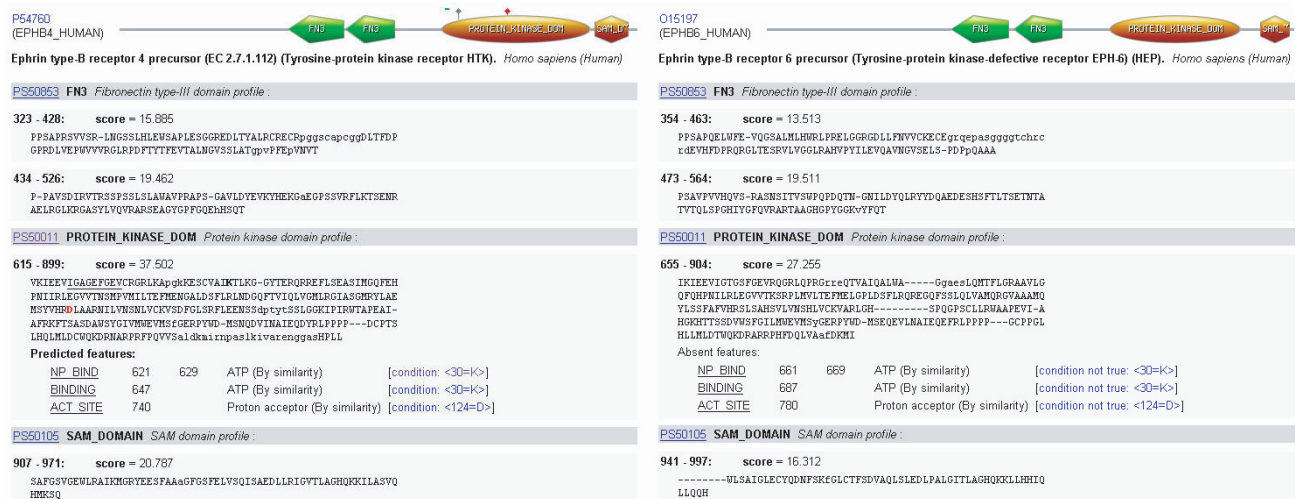 P54760
(EPHB4_HUMAN)
FN3 FN3 PROTEIN_KINASE_DOM SAM_D
Ephrin type-B receptor 4 precursor (EC 2.7.1.112) (Tyrosine-protein kinase receptor HTK). Homo sapiens (Human)
PS50853 FN3 Fibronectin type-III domain profile :
323 - 428: score = 15.885
PPSAPRSVVSR-LNGSSLHLEWSAPLESGGREDLTYALRCRECRpggscapcggDLTFDP
GPRDLVEPWVVVRGLRPDFTYTFEVTALNGVSSLATgpvPFEpVNVT
434 - 526: score = 19.462
P-PAVSDIRVTRSSPSSLSLAWAVPRAPS-GAVLDYEVKYHEKGaEGPSSVRFLKTSENR
AELRGLKRGASYLVQVRARSEAGYGPFGQEhHSQT
PS50011 PROTEIN_KINASE_DOM Protein kinase domain profile :
615 - 899: score = 37.502
VKIEEVIGAGEFGEVCRGRLKApgkKESCVAIKTLKG-GYTERQRREFLSEASIMGQFEH
PNIIRLEGVVTNSMPVMILTEFMENGALDSFLRLNDGQFTVIQLVGMLRGIASGMRYLAE
MSYVHRDLAARNILVNSNLVCKVSDFGLSRFLEENSSdptytSSLGGKIPIRWTAPEAI-
AFRKFTSASDAWSYGIVMWEVMSfGERPYWD-MSNQDVINAIEQDYRLPPPP---DCPTS
LHQLMLDCWQKDRNARPRFPQVVSaldkmirnpaslkivarenggasHPLL
Predicted features:
NP_BIND 621 629 ATP (By similarity) [condition: <30=K>]
BINDING 647 ATP (By similarity) [condition: <30=K>]
ACT_SITE 740 Proton acceptor (By similarity) [condition: <124=D>]
PS50105 SAM_DOMAIN SAM domain profile :
907 - 971: score = 20.787
SAFGSVGEWLRAIKMGRYEESFAAaGFGSFELVSQISAEDLLRIGVTLAGHQKKILASVQ
HMKSQ
O15197
(EPHB6_HUMAN)
FN3 FN3 PROTEIN_KINASE_DOM SAM_
Ephrin type-B receptor 6 precursor (Tyrosine-protein kinase-defective receptor EPH-6) (HEP). Homo sapiens (Human)
PS50853 FN3 Fibronectin type-III domain profile :
354 - 463: score = 13.513
PPSAPQELWFE-VQGSALMLHWRLPRELGGRGDLLFNVVCKECEgrqepasggggtchrc
rdEVHFDPRQRGLTESRVLVGGLRAHVPYILEVQAVNGVSELS-PDPpQAAA
473 - 564: score = 19.511
PSAVPVVHQVS-RASNSITVSWPQPDQTN-GNILDYQLRYYDQAEDESHSFTLTSETNTA
TVTQLSPGHIYGFQVRARTAAGHGPYGGKvYFQT
PS50011 PROTEIN_KINASE_DOM Protein kinase domain profile :
655 - 904: score = 27.255
IKIEEVIGTGSFGEVRQGRLQPRGrreQTVAIQALWA-----GgaesLQMTFLGRAAVLG
QFQHPNILRLEGVVTKSRPLMVLTEFMELGPLDSFLRQREGQFSSLQLVAMQRGVAAAMQ
YLSSFAFVHRSLSAHSVLVNSHLVCKVARLGH-------SPQGPSCLLRWAAPEVI-A
HGKHTTSSDVWSFGILMWEVMSyGERPYWD-MSEQEVLNAIEQEFRLPPPP---GCPPGL
HLLMLDTWQKDRARRPHFDQLVAafDKMI
Absent features:
NP_BIND 661 669 ATP (By similarity) [condition not true: <30=K>]
BINDING 687 ATP (By similarity) [condition not true: <30=K>]
ACT_SITE 780 Proton acceptor (By similarity) [condition not true: <124=D>]
PS50105 SAM_DOMAIN SAM domain profile :
941 - 997: score = 16.312
--------WLSAIGLECYQDNFSKfGLCTFSDVAQLSLEDLPALGITLAGHQKKLLHHIQ
LLQQH